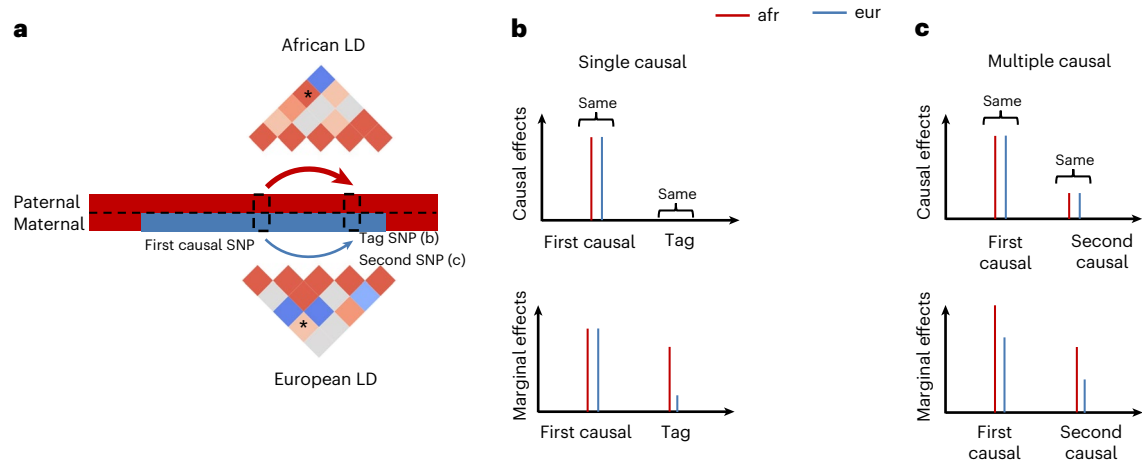 a
African LD
*
Paternal
Maternal
First causal SNP
Tag SNP (b)
Second SNP (c)
*
European LD
afr
eur
b
Single causal
Same
Same
Causal effects
First causal
Tag
Marginal effects
First causal
Tag
c
Multiple causal
Same
Same
Causal effects
First
causal
Second
causal
Marginal effects
First
causal
Second
causal